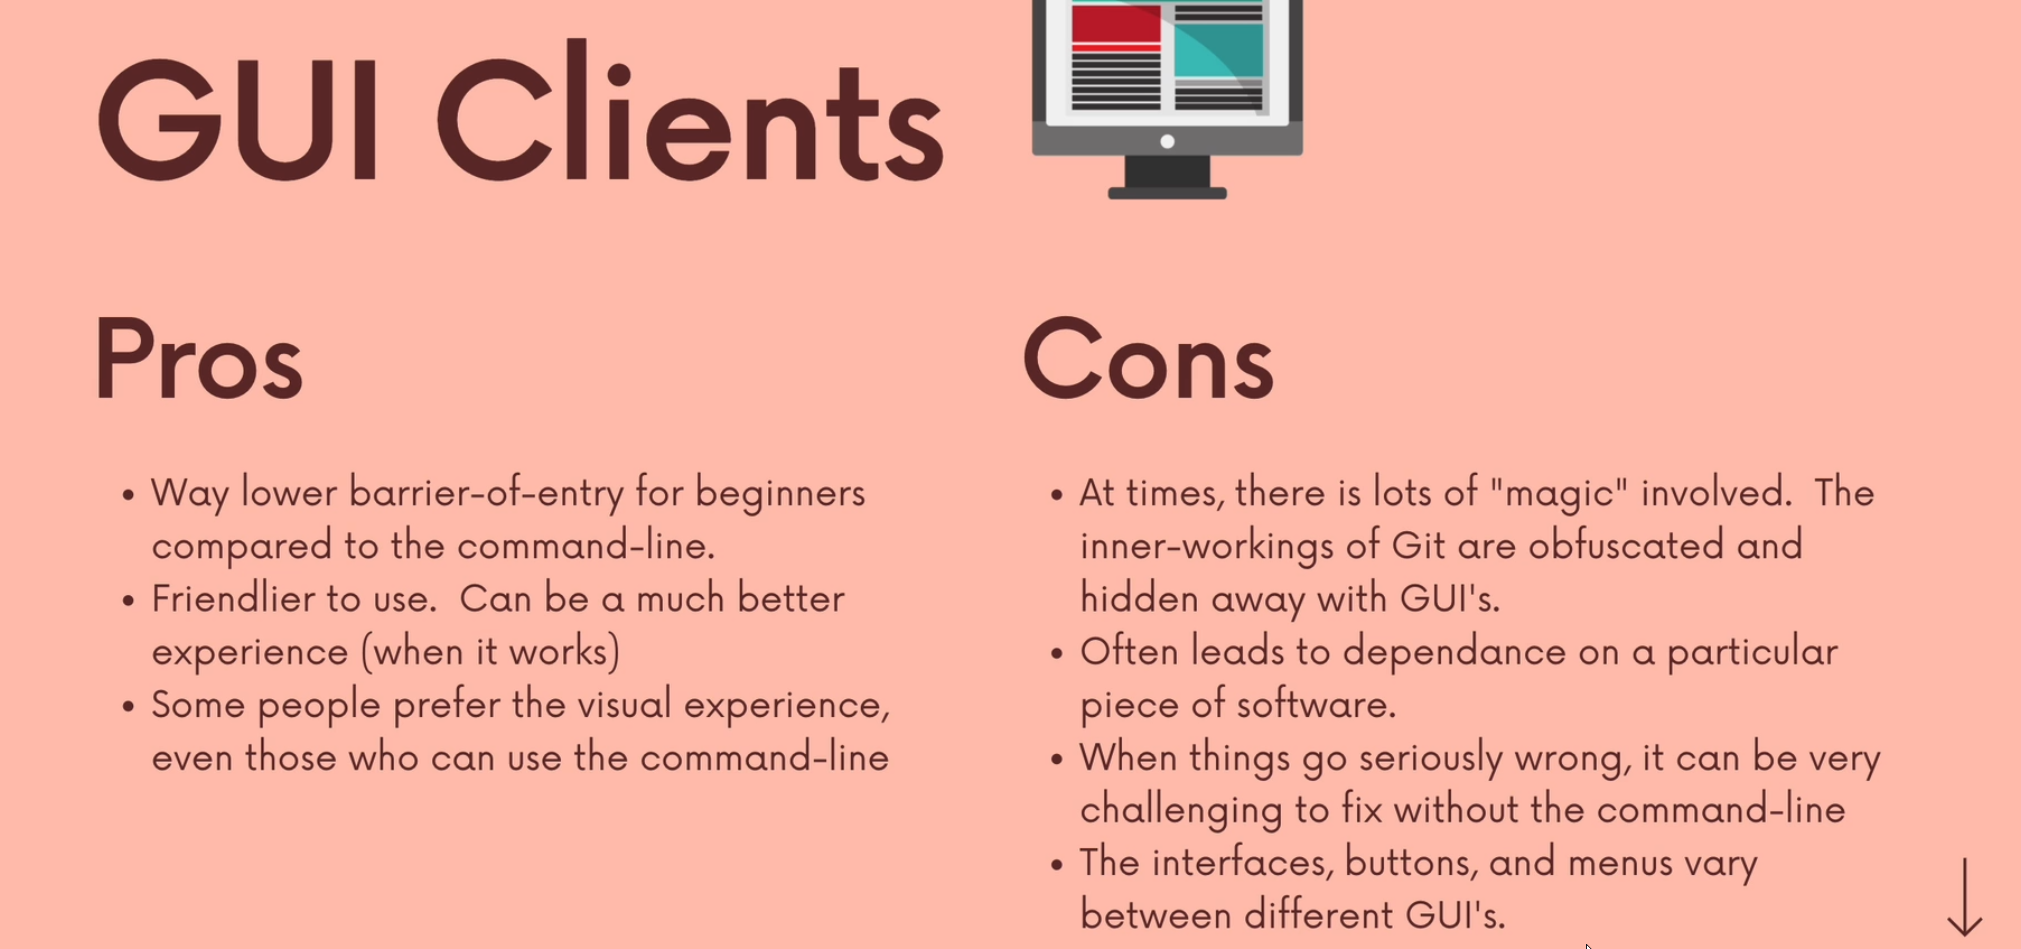 GUI Clients
Pros
• Way lower barrier-of-entry for beginners
compared to the command-line.
• Friendlier to use.  Can be a much better
experience (when it works)
• Some people prefer the visual experience,
even those who can use the command-line
Cons
• At times, there is lots of "magic" involved.  The
inner-workings of Git are obfuscated and
hidden away with GUI's.
• Often leads to dependance on a particular
piece of software.
• When things go seriously wrong, it can be very
challenging to fix without the command-line
• The interfaces, buttons, and menus vary
between different GUI's.